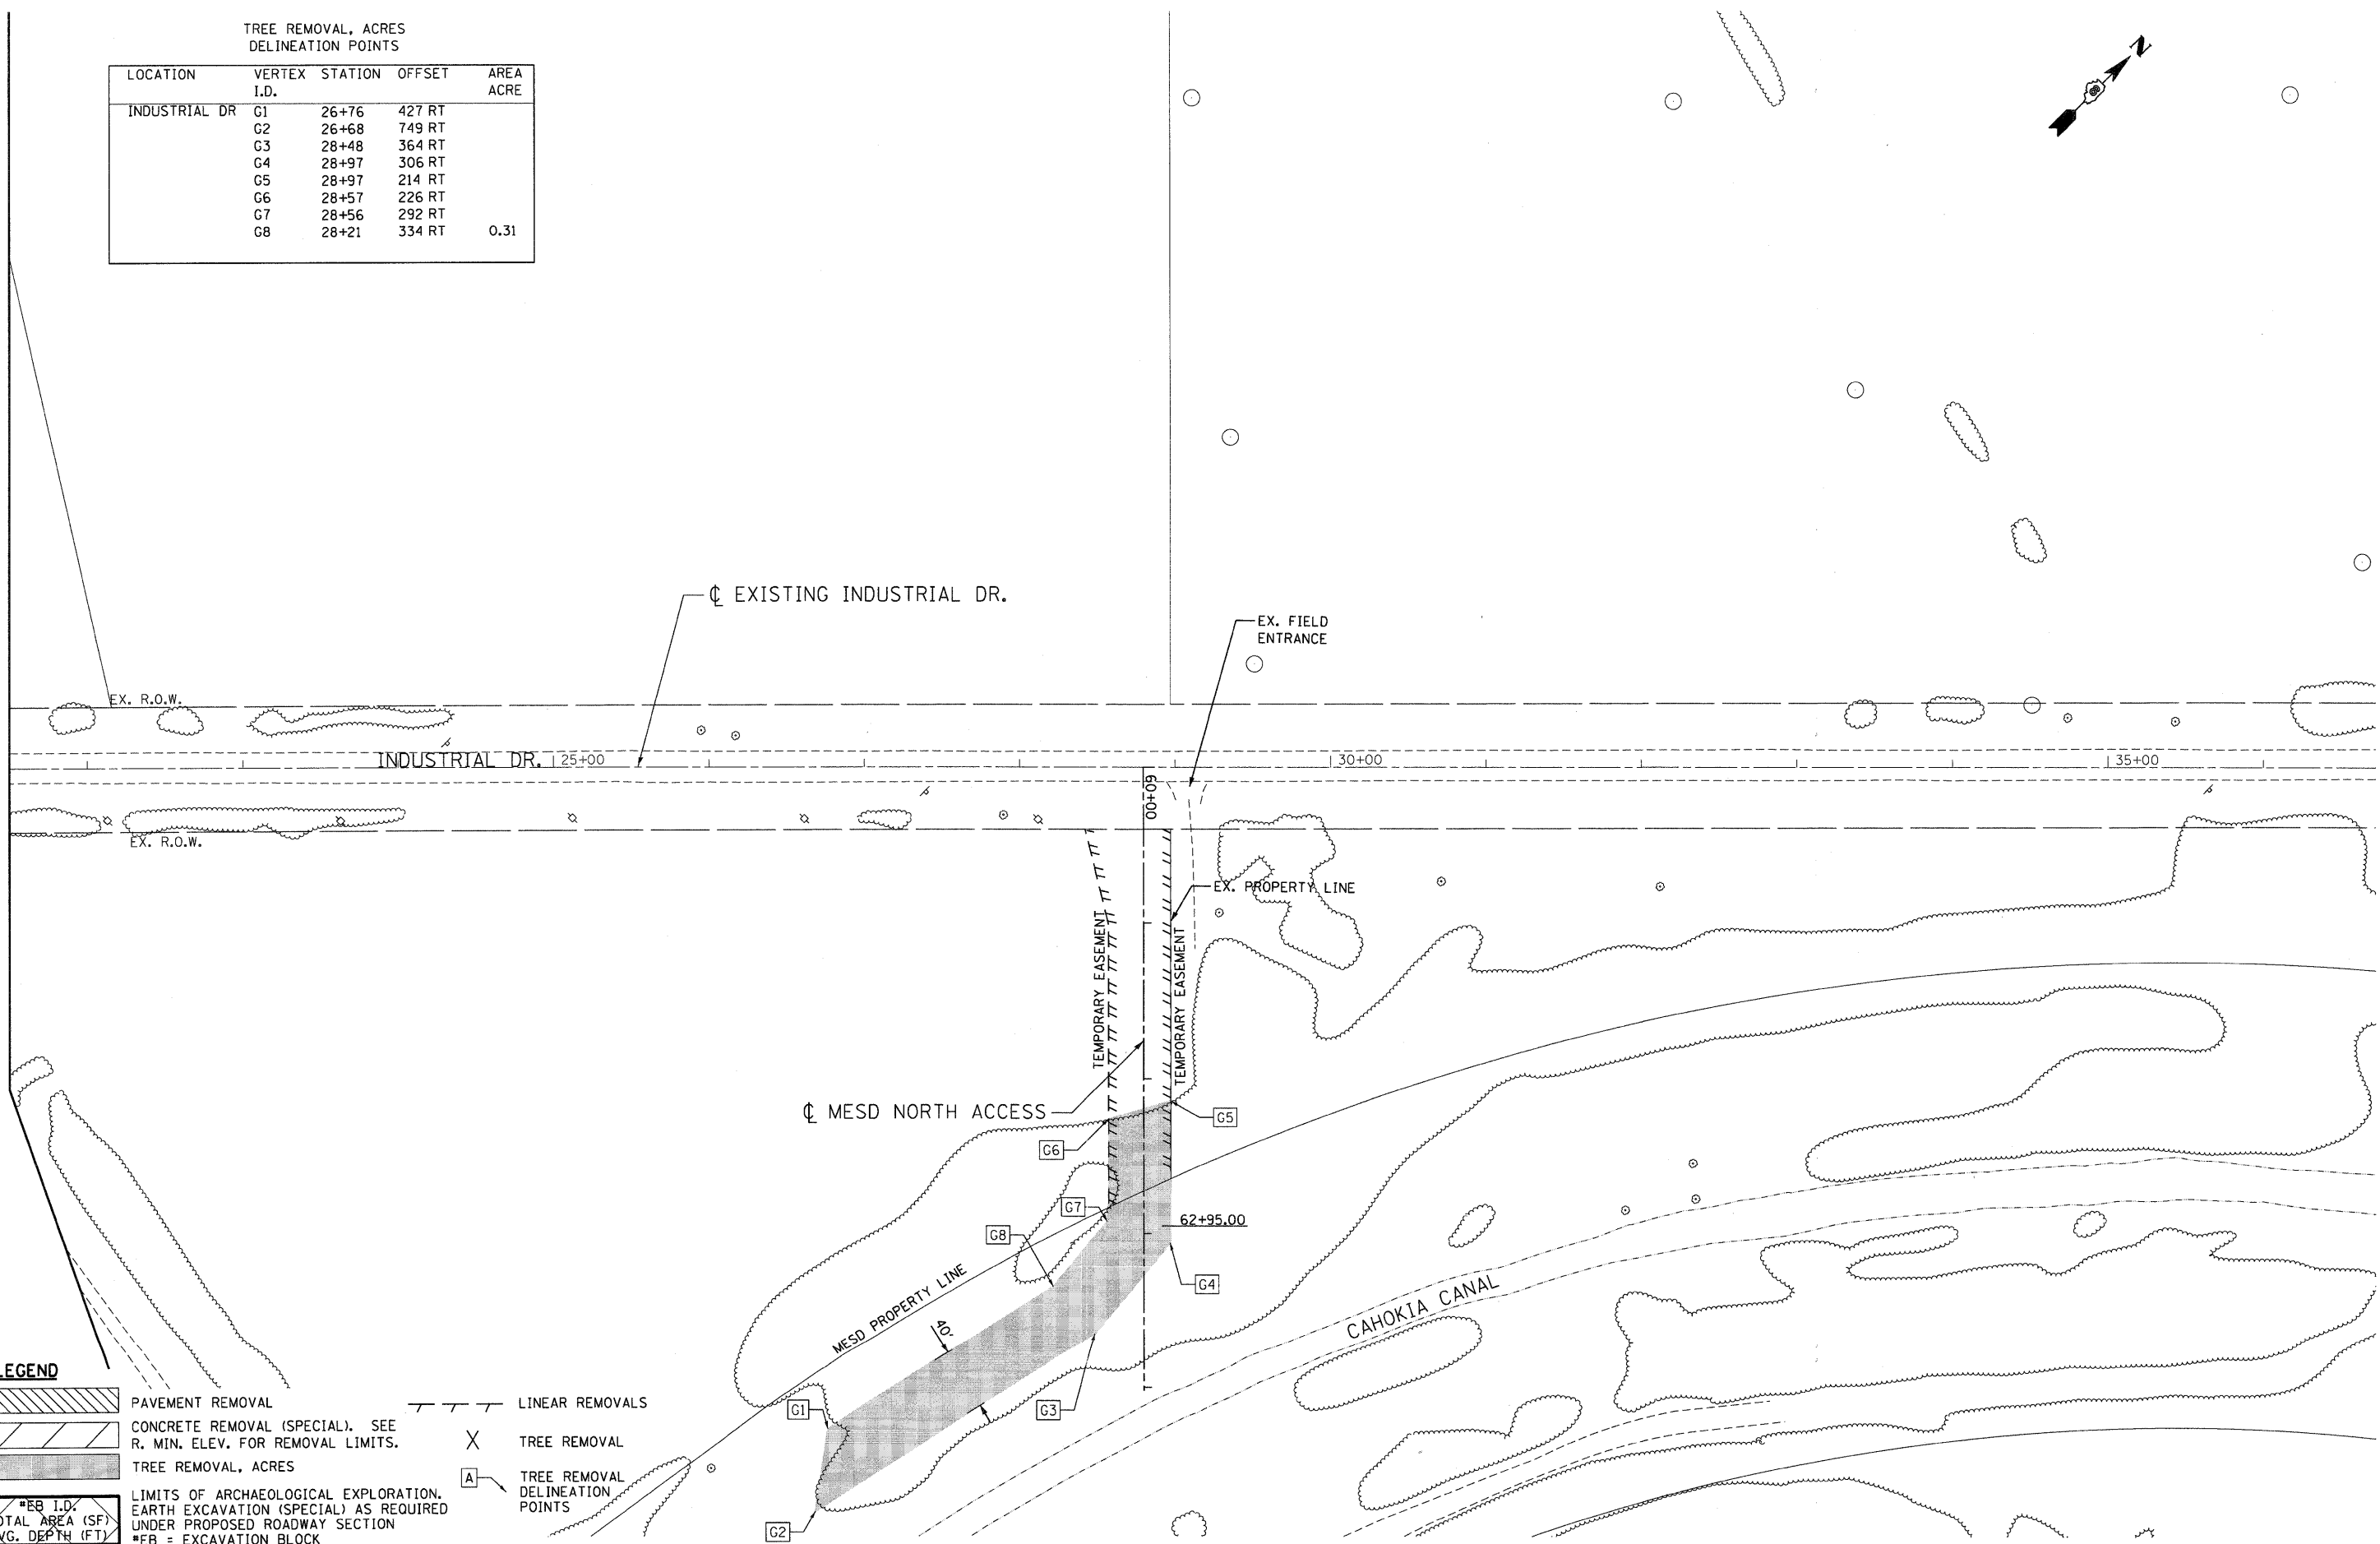 TREE REMOVAL, ACRES
DELINEATION POINTS
LOCATION VERTEX STATION OFFSET AREA
I.D. ACRE
INDUSTRIAL DR G1 26+76 427 RT
G2 26+68 749 RT
G3 28+48 364 RT
G4 28+97 306 RT
G5 28+97 214 RT
G6 28+57 226 RT
G7 28+56 292 RT
G8 28+21 334 RT 0.31
N
℄ EXISTING INDUSTRIAL DR.
EX. FIELD
ENTRANCE
EX. R.O.W.
INDUSTRIAL DR.
25+00
30+00
35+00
60+00
EX. R.O.W.
EX. PROPERTY LINE
TEMPORARY EASEMENT
TEMPORARY EASEMENT
℄ MESD NORTH ACCESS
G5
G6
G7
62+95.00
G8
G4
MESD PROPERTY LINE
40'
CAHOKIA CANAL
G1
G3
G2
LEGEND
PAVEMENT REMOVAL
CONCRETE REMOVAL (SPECIAL). SEE
R. MIN. ELEV. FOR REMOVAL LIMITS.
TREE REMOVAL, ACRES
*EB I.D.
OTAL AREA (SF)
VG. DEPTH (FT)
LIMITS OF ARCHAEOLOGICAL EXPLORATION.
EARTH EXCAVATION (SPECIAL) AS REQUIRED
UNDER PROPOSED ROADWAY SECTION
*EB = EXCAVATION BLOCK
LINEAR REMOVALS
X TREE REMOVAL
A TREE REMOVAL
DELINEATION
POINTS